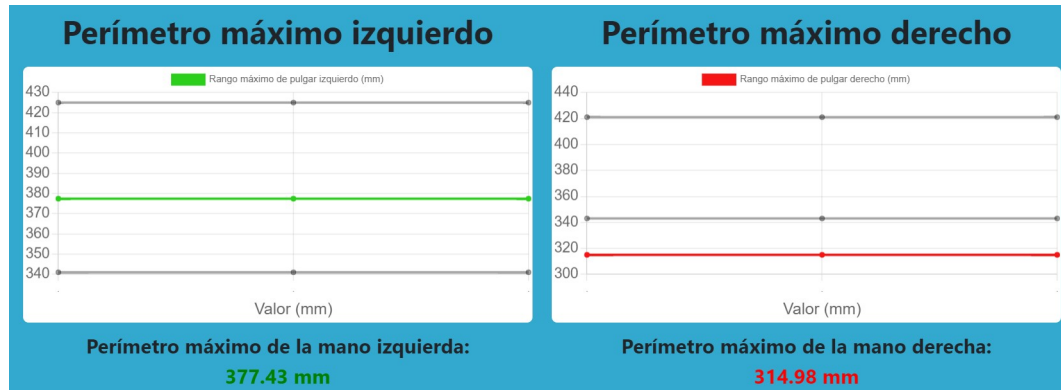 Perímetro máximo izquierdo
Rango máximo de pulgar izquierdo (mm)
430
420
410
400
390
380
370
360
350
340
Valor (mm)
Perímetro máximo de la mano izquierda:
377.43 mm
Perímetro máximo derecho
Rango máximo de pulgar derecho (mm)
440
420
400
380
360
340
320
300
Valor (mm)
Perímetro máximo de la mano derecha:
314.98 mm